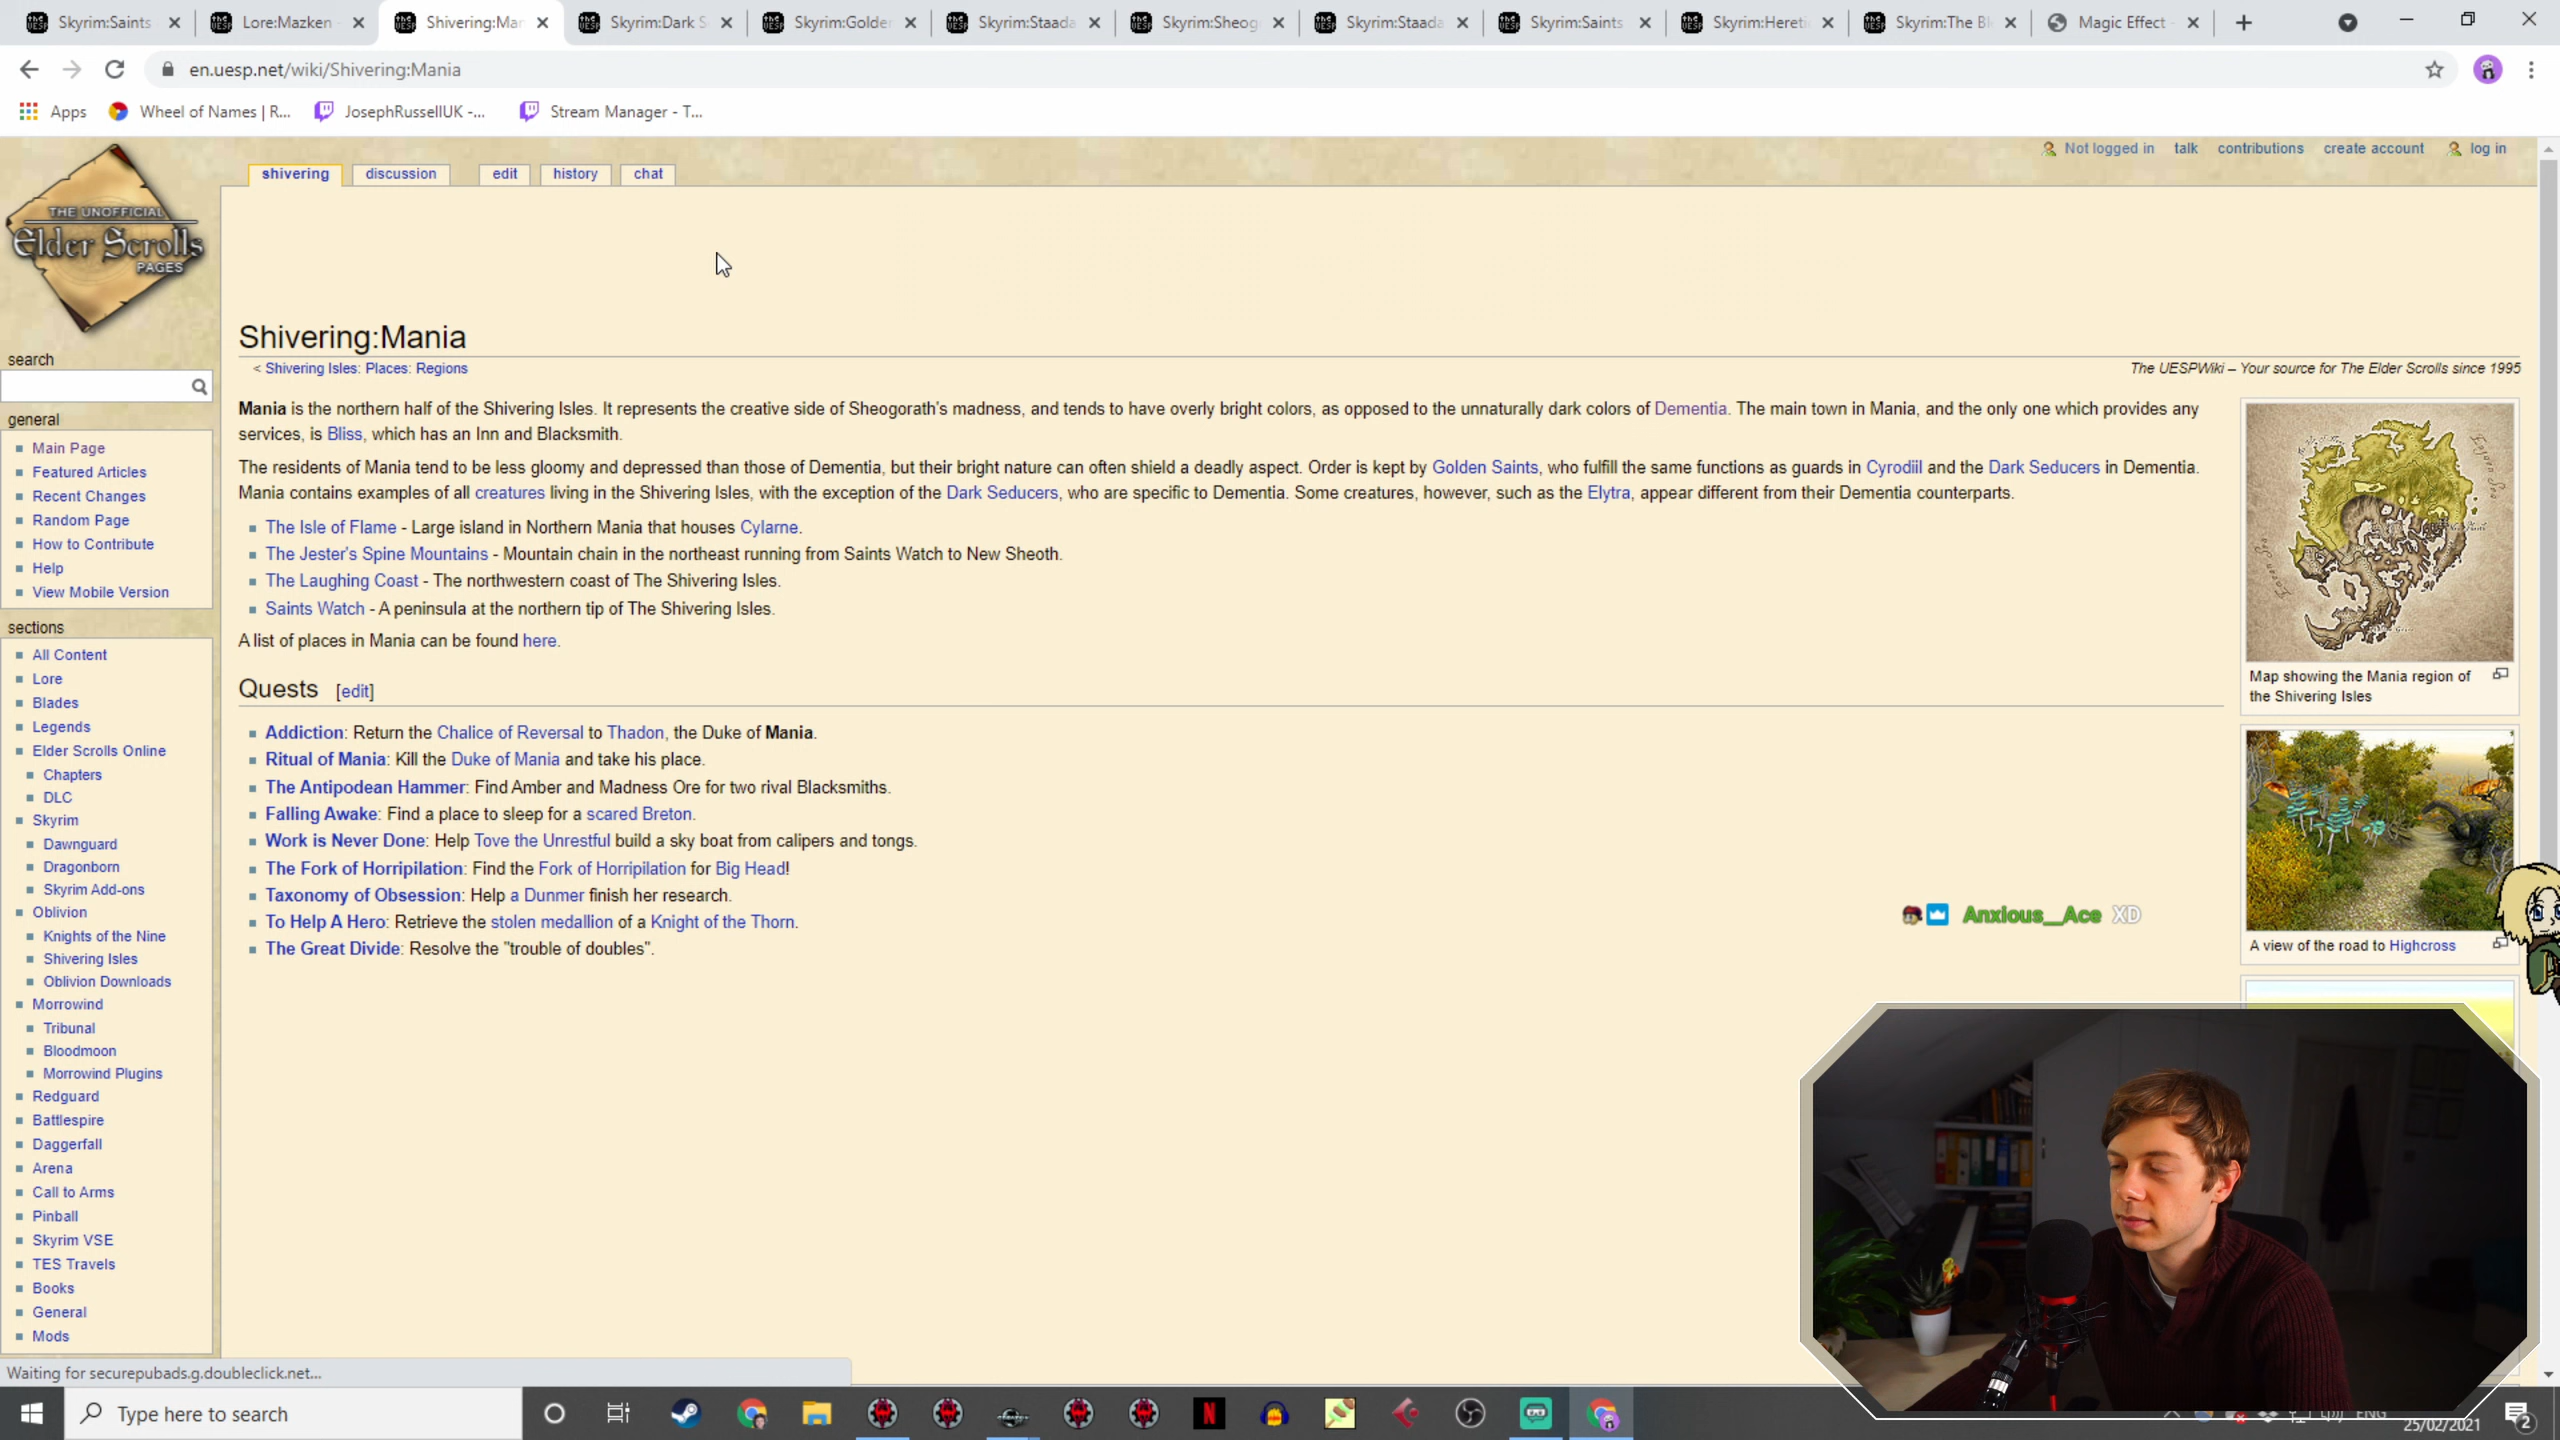 Skyrim:Saints
Lore:Mazken
Shivering:Man
Skyrim:Dark S
Skyrim:Golde
Skyrim:Staada
Skyrim:Sheog
Skyrim:Staada
Skyrim:Saints
Skyrim:Hereti
Skyrim:The Bl
Magic Effect
en.uesp.net/wiki/Shivering:Mania
Apps
Wheel of Names | R...
JosephRussellUK -...
Stream Manager - T...
THE UNOFFICIAL
Elder Scrolls
PAGES
shivering
discussion
edit
history
chat
Not logged in
talk
contributions
create account
log in
search
general
Main Page
Featured Articles
Recent Changes
Random Page
How to Contribute
Help
View Mobile Version
sections
All Content
Lore
Blades
Legends
Elder Scrolls Online
Chapters
DLC
Skyrim
Dawnguard
Dragonborn
Skyrim Add-ons
Oblivion
Knights of the Nine
Shivering Isles
Oblivion Downloads
Morrowind
Tribunal
Bloodmoon
Morrowind Plugins
Redguard
Battlespire
Daggerfall
Arena
Call to Arms
Pinball
Skyrim VSE
TES Travels
Books
General
Mods
Shivering:Mania
< Shivering Isles: Places: Regions
The UESPWiki – Your source for The Elder Scrolls since 1995
Mania is the northern half of the Shivering Isles. It represents the creative side of Sheogorath's madness, and tends to have overly bright colors, as opposed to the unnaturally dark colors of Dementia. The main town in Mania, and the only one which provides any
services, is Bliss, which has an Inn and Blacksmith.
The residents of Mania tend to be less gloomy and depressed than those of Dementia, but their bright nature can often shield a deadly aspect. Order is kept by Golden Saints, who fulfill the same functions as guards in Cyrodiil and the Dark Seducers in Dementia.
Mania contains examples of all creatures living in the Shivering Isles, with the exception of the Dark Seducers, who are specific to Dementia. Some creatures, however, such as the Elytra, appear different from their Dementia counterparts.
The Isle of Flame - Large island in Northern Mania that houses Cylarne.
The Jester's Spine Mountains - Mountain chain in the northeast running from Saints Watch to New Sheoth.
The Laughing Coast - The northwestern coast of The Shivering Isles.
Saints Watch - A peninsula at the northern tip of The Shivering Isles.
A list of places in Mania can be found here.
Quests [edit]
Addiction: Return the Chalice of Reversal to Thadon, the Duke of Mania.
Ritual of Mania: Kill the Duke of Mania and take his place.
The Antipodean Hammer: Find Amber and Madness Ore for two rival Blacksmiths.
Falling Awake: Find a place to sleep for a scared Breton.
Work is Never Done: Help Tove the Unrestful build a sky boat from calipers and tongs.
The Fork of Horripilation: Find the Fork of Horripilation for Big Head!
Taxonomy of Obsession: Help a Dunmer finish her research.
To Help A Hero: Retrieve the stolen medallion of a Knight of the Thorn.
The Great Divide: Resolve the "trouble of doubles".
Map showing the Mania region of
the Shivering Isles
A view of the road to Highcross
Anxious__Ace XD
Waiting for securepubads.g.doubleclick.net...
Type here to search
ENG
25/02/2021
2